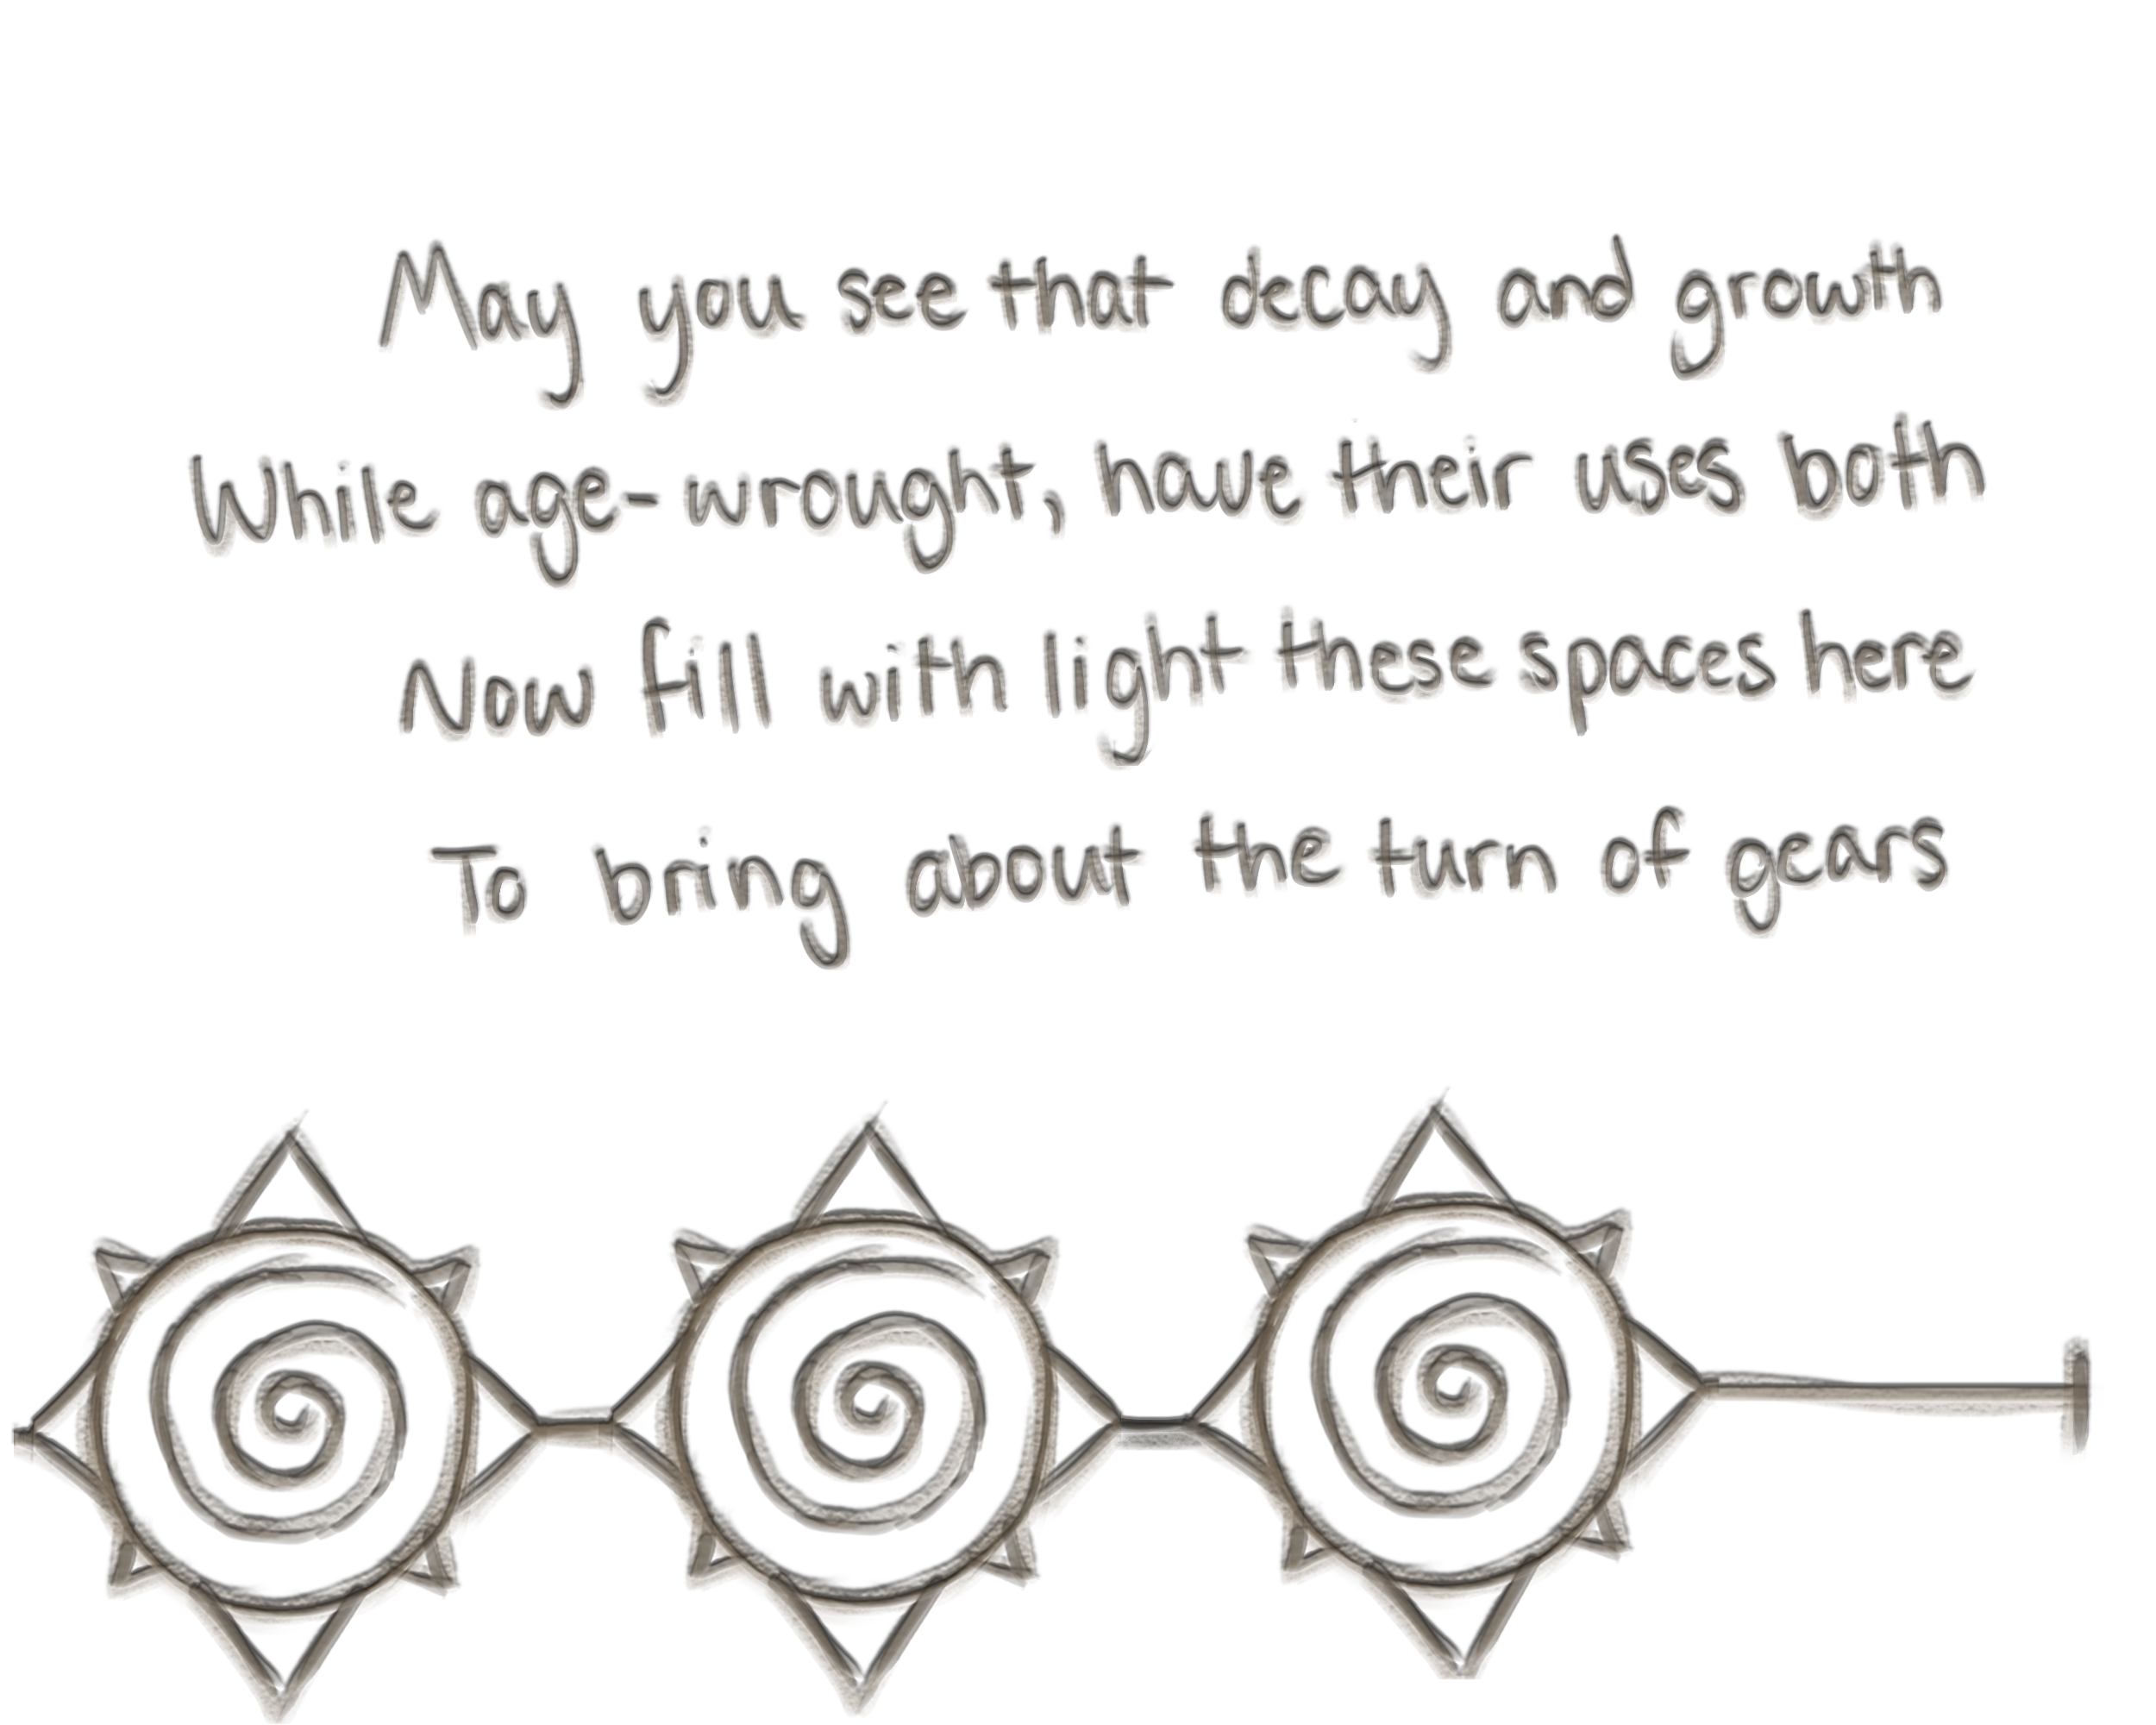 May you see that decay and growth
While age-wrought, have their uses both
Now fill with light these spaces here
To bring about the turn of gears